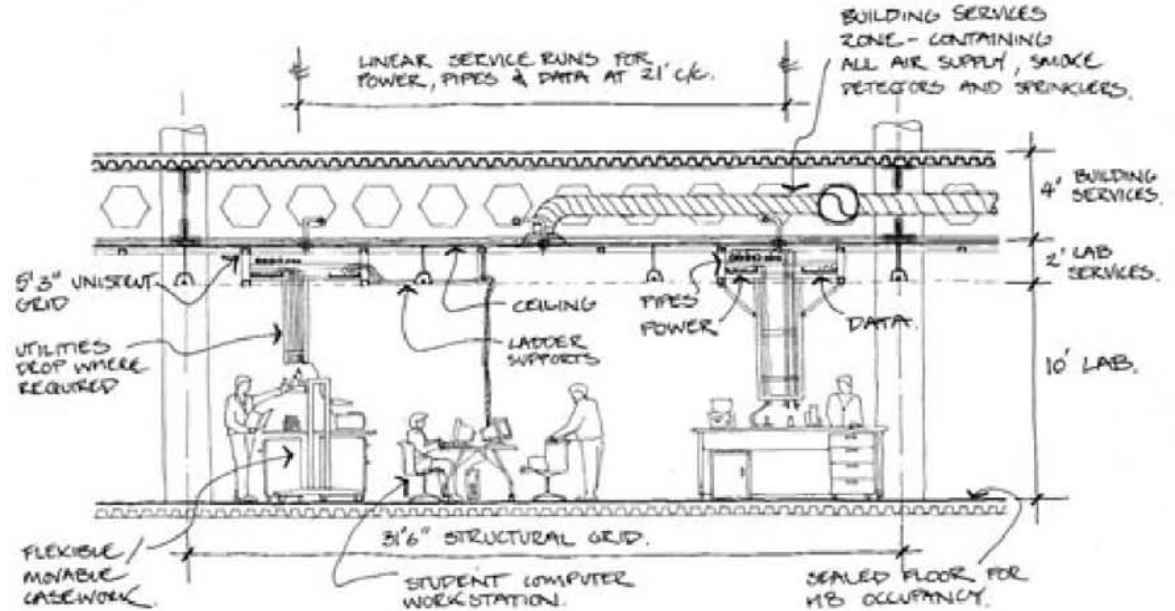 LINEAR SERVICE RUNS FOR
POWER, PIPES & DATA AT 21' C/C.
BUILDING SERVICES
ZONE - CONTAINING
ALL AIR SUPPLY, SMOKE
DETECTORS AND SPRINKLERS.
4' BUILDING
SERVICES.
2' LAB
SERVICES.
10' LAB.
5'3" UNISTRUT
GRID
UTILITIES
DROP WHERE
REQUIRED
CEILING
LADDER
SUPPORTS
PIPES
POWER
DATA.
31'6" STRUCTURAL GRID.
FLEXIBLE/
MOVABLE
CASEWORK.
STUDENT COMPUTER
WORKSTATION.
SEALED FLOOR FOR
H8 OCCUPANCY.